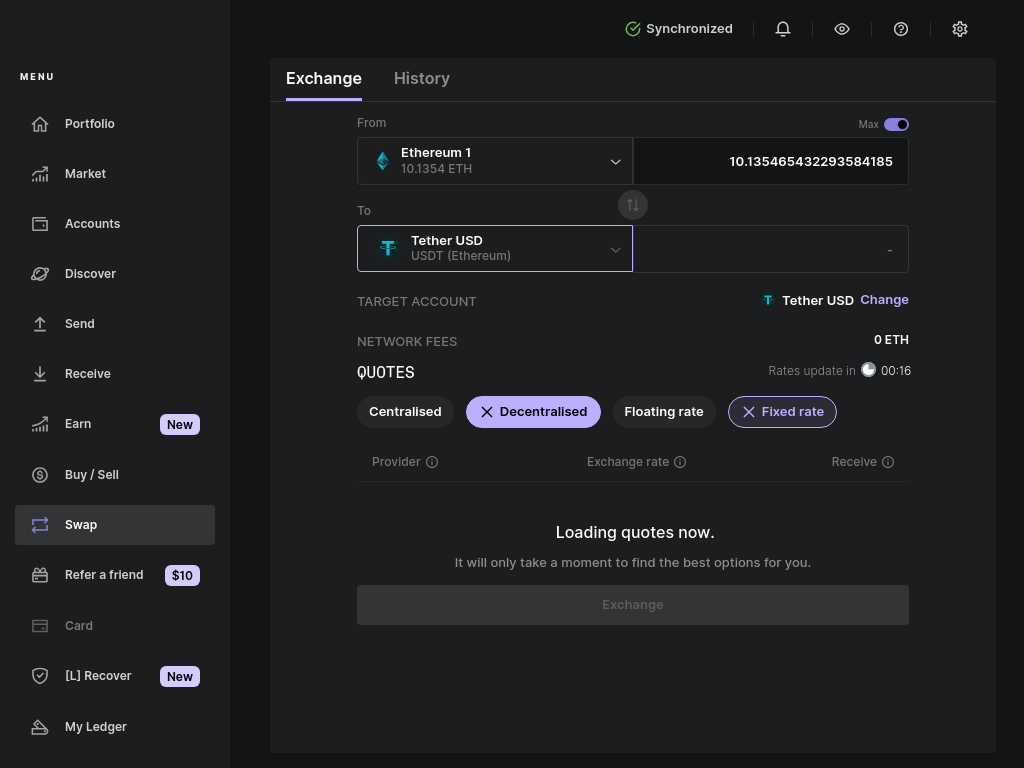 Synchronized
MENU
Portfolio
Market
Accounts
Discover
Send
Receive
Earn New
Buy / Sell
Swap
Refer a friend $10
Card
[L] Recover New
My Ledger
Exchange History
From Max
Ethereum 1
10.1354 ETH
10.135465432293584185
To
Tether USD
USDT (Ethereum)
-
TARGET ACCOUNT Tether USD Change
NETWORK FEES 0 ETH
QUOTES Rates update in 00:16
Centralised Decentralised Floating rate Fixed rate
Provider Exchange rate Receive
Loading quotes now.
It will only take a moment to find the best options for you.
Exchange